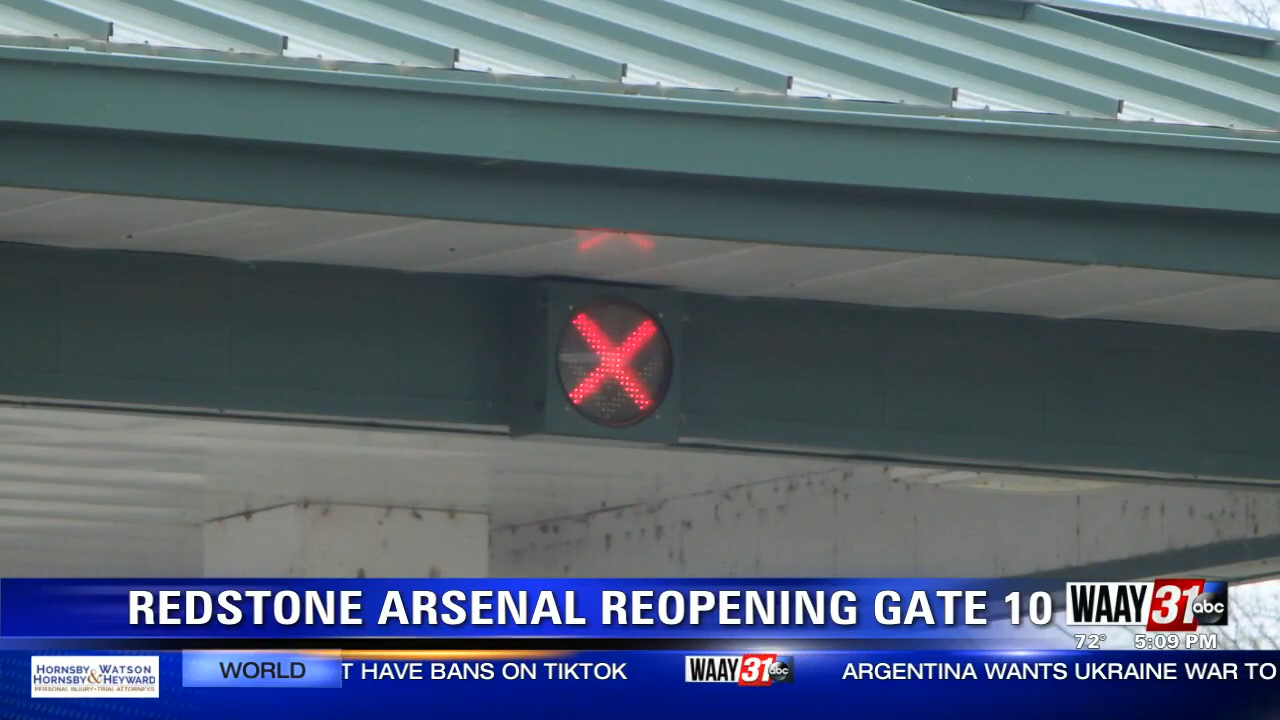 REDSTONE ARSENAL REOPENING GATE 10
WAAY 31 abc
72° 5:09 PM
HORNSBY & WATSON
HORNSBY & HEYWARD
PERSONAL INJURY • TRIAL ATTORNEYS
WORLD
T HAVE BANS ON TIKTOK
WAAY 31 abc
ARGENTINA WANTS UKRAINE WAR TO